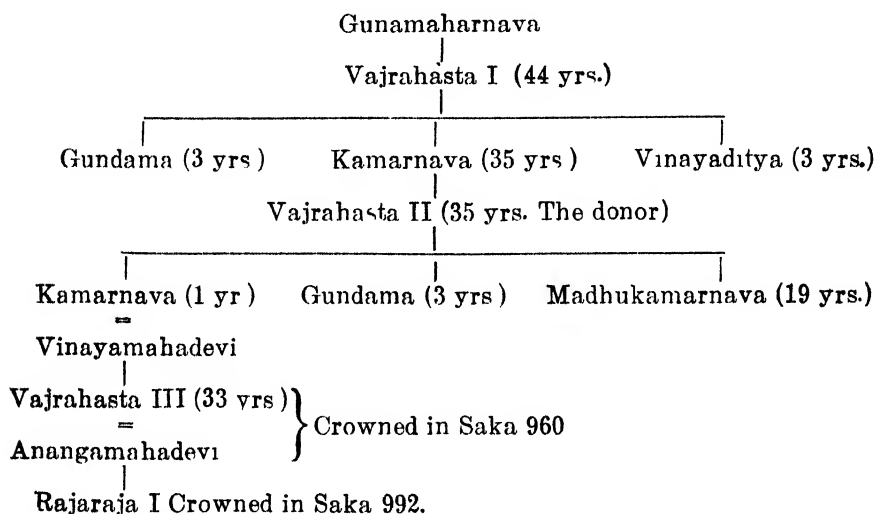 Gunamaharnava
Vajrahasta I (44 yrs.)
Gundama (3 yrs ) Kamarnava (35 yrs ) Vinayaditya (3 yrs.)
Vajrahasta II (35 yrs. The donor)
Kamarnava (1 yr ) Gundama (3 yrs ) Madhukamarnava (19 yrs.)
=
Vinayamahadevi
Vajrahasta III (33 yrs )
= Crowned in Saka 960
Anangamahadevi
Rajaraja I Crowned in Saka 992.